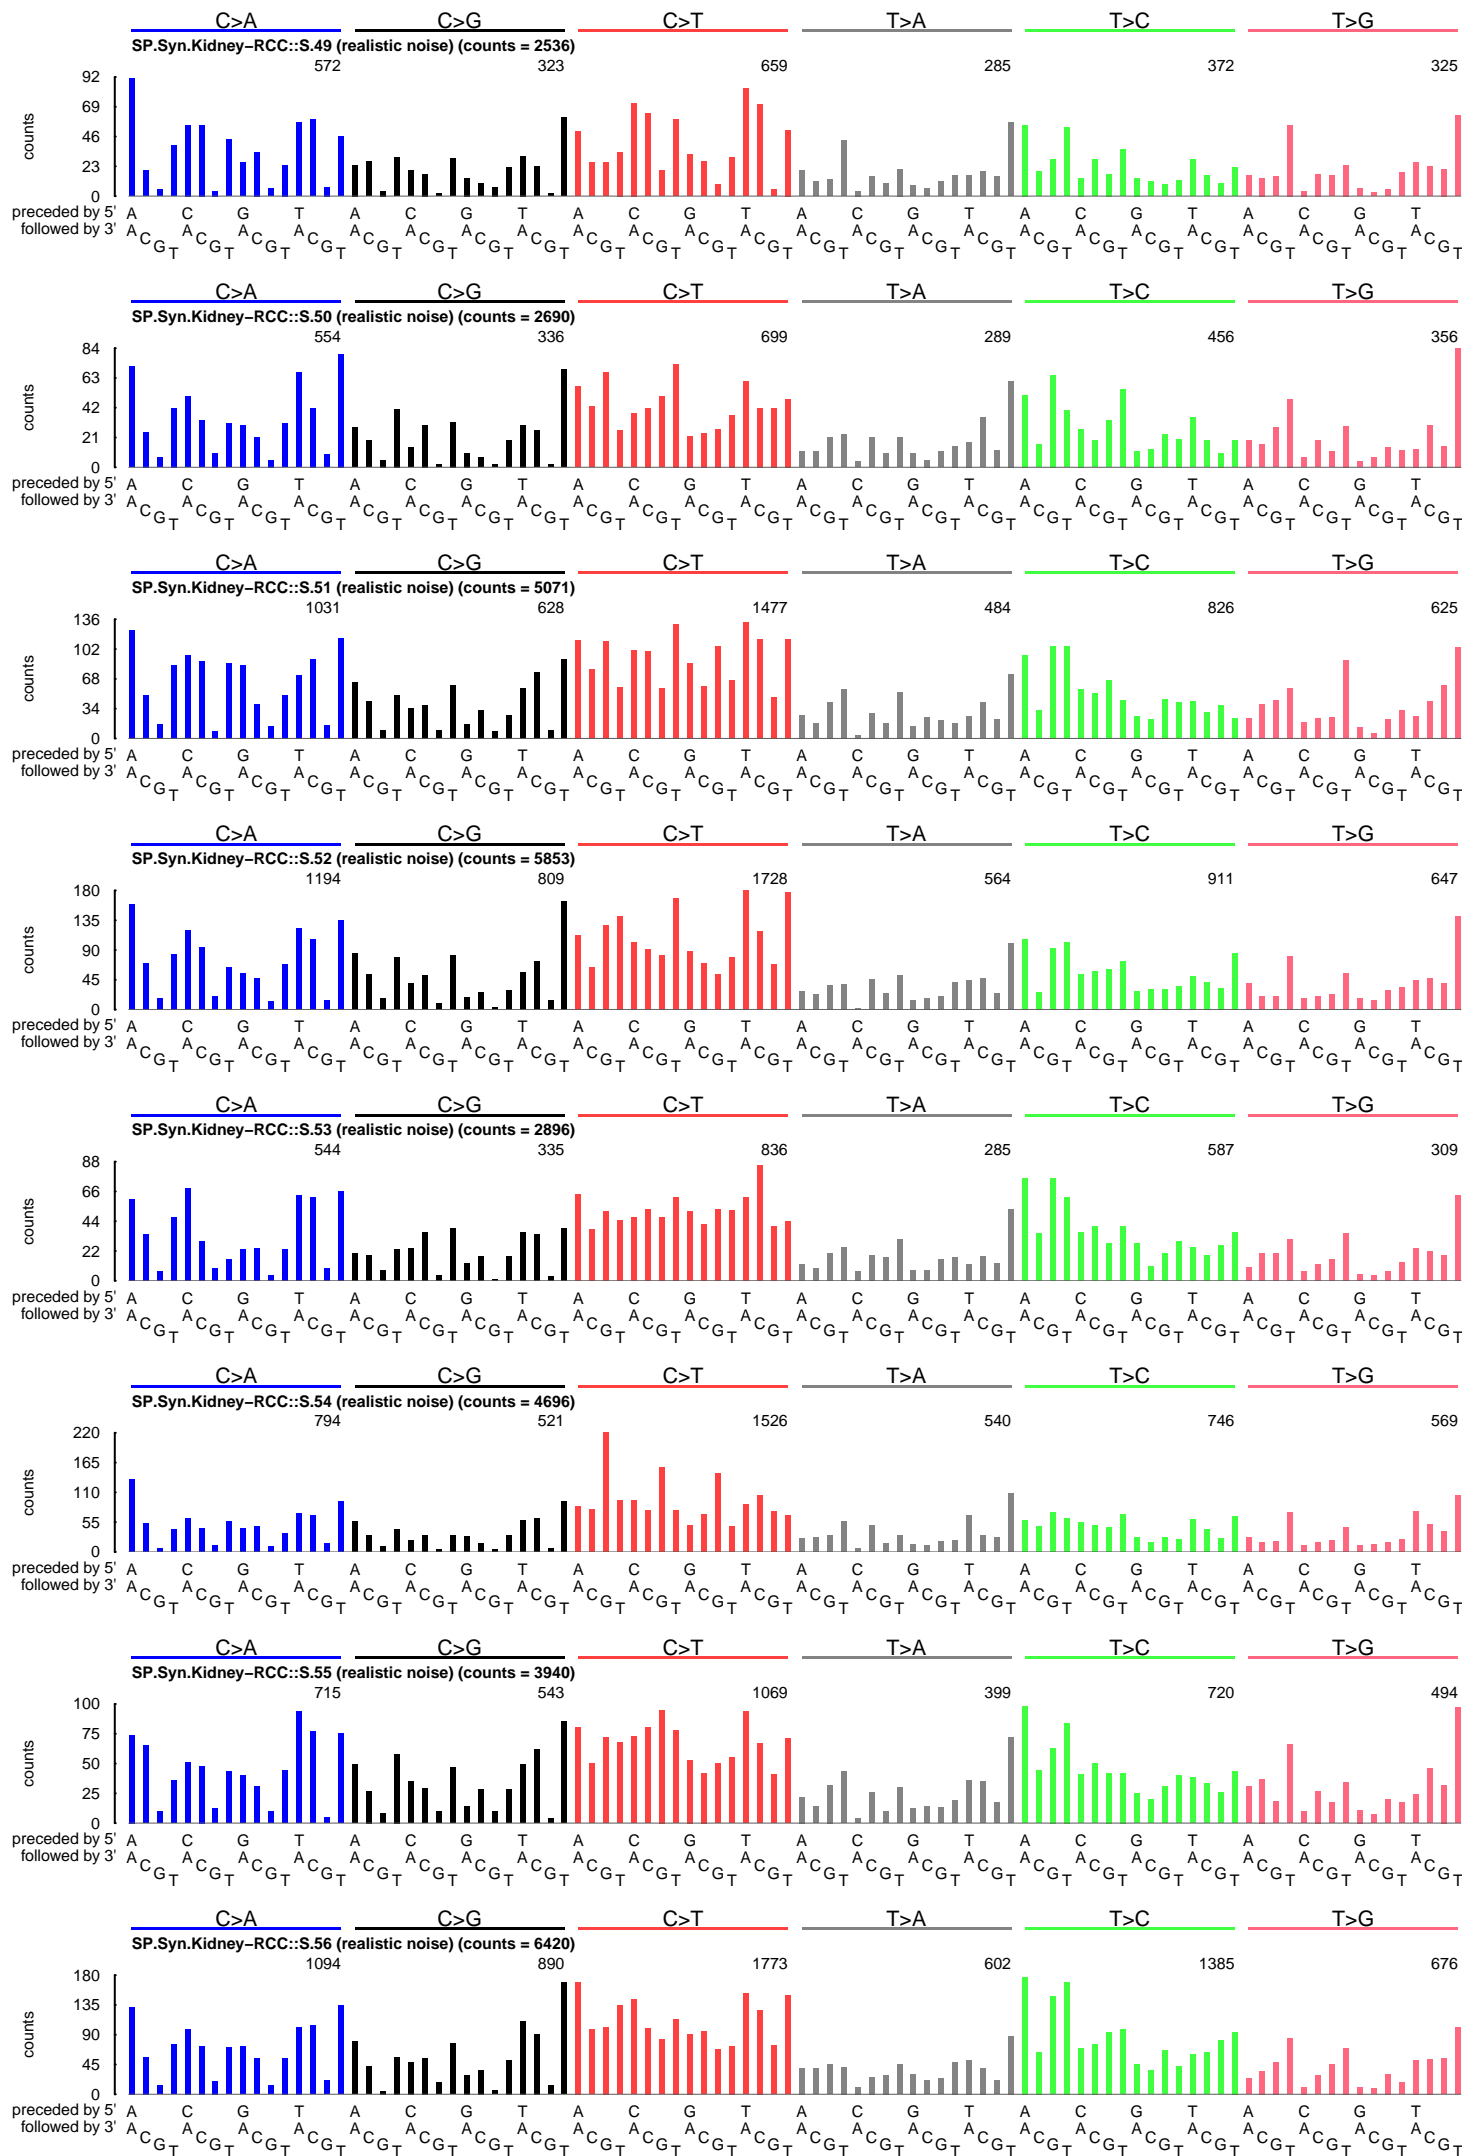 C>A C>G C>T T>A T>C T>G
SP.Syn.Kidney−RCC::S.49 (realistic noise) (counts = 2536)
572 323 659 285 372 325
92
69
46
23
0
counts
preceded by 5' A C G T A C G T A C G T A C G T A C G T A C G T
followed by 3' A C G T A C G T A C G T A C G T A C G T A C G T A C G T A C G T A C G T A C G T A C G T A C G T A C G T A C G T A C G T A C G T A C G T A C G T A C G T A C G T A C G T A C G T A C G T A C G T
C>A C>G C>T T>A T>C T>G
SP.Syn.Kidney−RCC::S.50 (realistic noise) (counts = 2690)
554 336 699 289 456 356
84
63
42
21
0
counts
preceded by 5' A C G T A C G T A C G T A C G T A C G T A C G T
followed by 3' A C G T A C G T A C G T A C G T A C G T A C G T A C G T A C G T A C G T A C G T A C G T A C G T A C G T A C G T A C G T A C G T A C G T A C G T A C G T A C G T A C G T A C G T A C G T A C G T
C>A C>G C>T T>A T>C T>G
SP.Syn.Kidney−RCC::S.51 (realistic noise) (counts = 5071)
1031 628 1477 484 826 625
136
102
68
34
0
counts
preceded by 5' A C G T A C G T A C G T A C G T A C G T A C G T
followed by 3' A C G T A C G T A C G T A C G T A C G T A C G T A C G T A C G T A C G T A C G T A C G T A C G T A C G T A C G T A C G T A C G T A C G T A C G T A C G T A C G T A C G T A C G T A C G T A C G T
C>A C>G C>T T>A T>C T>G
SP.Syn.Kidney−RCC::S.52 (realistic noise) (counts = 5853)
1194 809 1728 564 911 647
180
135
90
45
0
counts
preceded by 5' A C G T A C G T A C G T A C G T A C G T A C G T
followed by 3' A C G T A C G T A C G T A C G T A C G T A C G T A C G T A C G T A C G T A C G T A C G T A C G T A C G T A C G T A C G T A C G T A C G T A C G T A C G T A C G T A C G T A C G T A C G T A C G T
C>A C>G C>T T>A T>C T>G
SP.Syn.Kidney−RCC::S.53 (realistic noise) (counts = 2896)
544 335 836 285 587 309
88
66
44
22
0
counts
preceded by 5' A C G T A C G T A C G T A C G T A C G T A C G T
followed by 3' A C G T A C G T A C G T A C G T A C G T A C G T A C G T A C G T A C G T A C G T A C G T A C G T A C G T A C G T A C G T A C G T A C G T A C G T A C G T A C G T A C G T A C G T A C G T A C G T
C>A C>G C>T T>A T>C T>G
SP.Syn.Kidney−RCC::S.54 (realistic noise) (counts = 4696)
794 521 1526 540 746 569
220
165
110
55
0
counts
preceded by 5' A C G T A C G T A C G T A C G T A C G T A C G T
followed by 3' A C G T A C G T A C G T A C G T A C G T A C G T A C G T A C G T A C G T A C G T A C G T A C G T A C G T A C G T A C G T A C G T A C G T A C G T A C G T A C G T A C G T A C G T A C G T A C G T
C>A C>G C>T T>A T>C T>G
SP.Syn.Kidney−RCC::S.55 (realistic noise) (counts = 3940)
715 543 1069 399 720 494
100
75
50
25
0
counts
preceded by 5' A C G T A C G T A C G T A C G T A C G T A C G T
followed by 3' A C G T A C G T A C G T A C G T A C G T A C G T A C G T A C G T A C G T A C G T A C G T A C G T A C G T A C G T A C G T A C G T A C G T A C G T A C G T A C G T A C G T A C G T A C G T A C G T
C>A C>G C>T T>A T>C T>G
SP.Syn.Kidney−RCC::S.56 (realistic noise) (counts = 6420)
1094 890 1773 602 1385 676
180
135
90
45
0
counts
preceded by 5' A C G T A C G T A C G T A C G T A C G T A C G T
followed by 3' A C G T A C G T A C G T A C G T A C G T A C G T A C G T A C G T A C G T A C G T A C G T A C G T A C G T A C G T A C G T A C G T A C G T A C G T A C G T A C G T A C G T A C G T A C G T A C G T